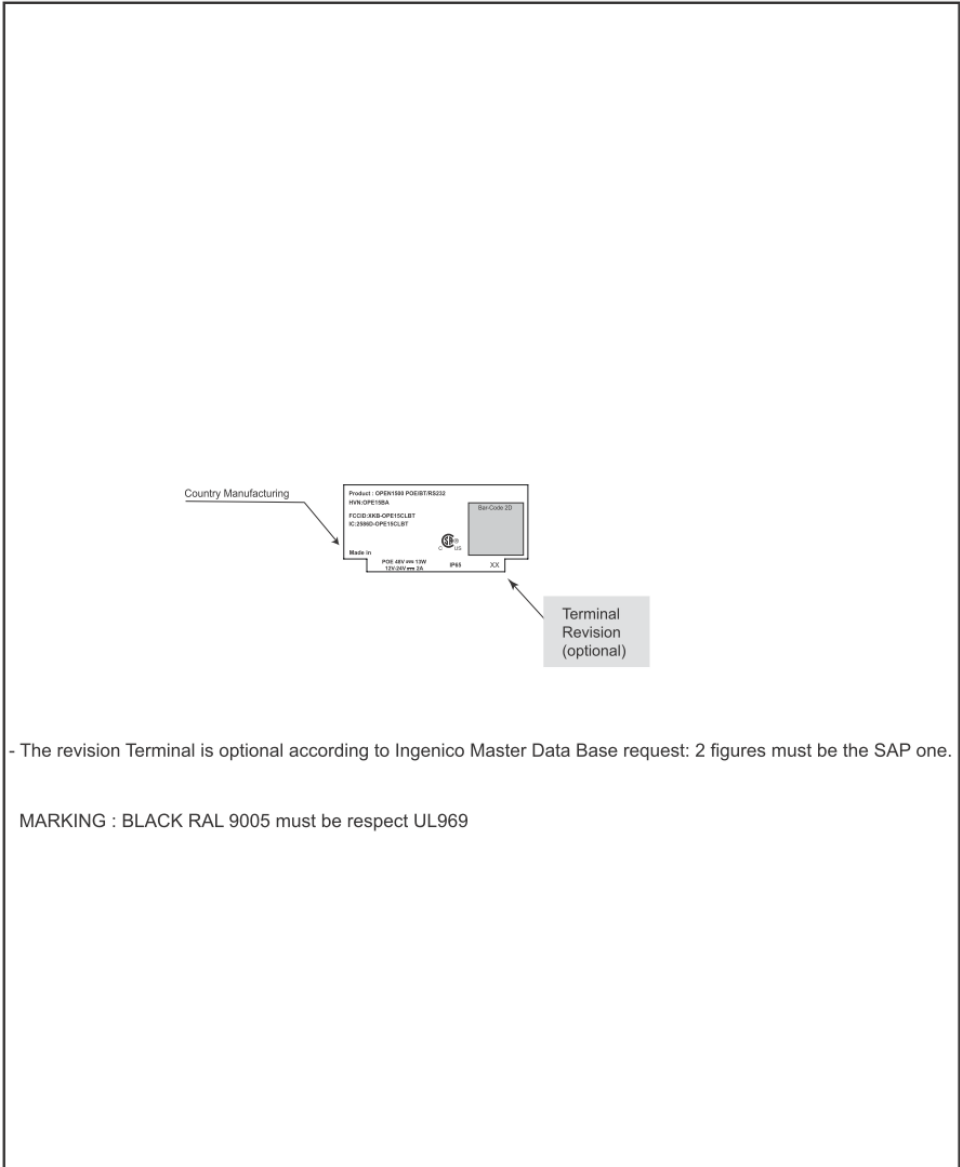 Country Manufacturing
Product : OPEN1500 POE/BT/RS232
HVN:OPE15BA
FCCID:XKB-OPE15CLBT
IC:2586D-OPE15CLBT
Bar-Code 2D
C US
Made in
POE 48V 13W
12V-24V 2A
IP65
XX
Terminal
Revision
(optional)
- The revision Terminal is optional according to Ingenico Master Data Base request: 2 figures must be the SAP one.
MARKING : BLACK RAL 9005 must be respect UL969